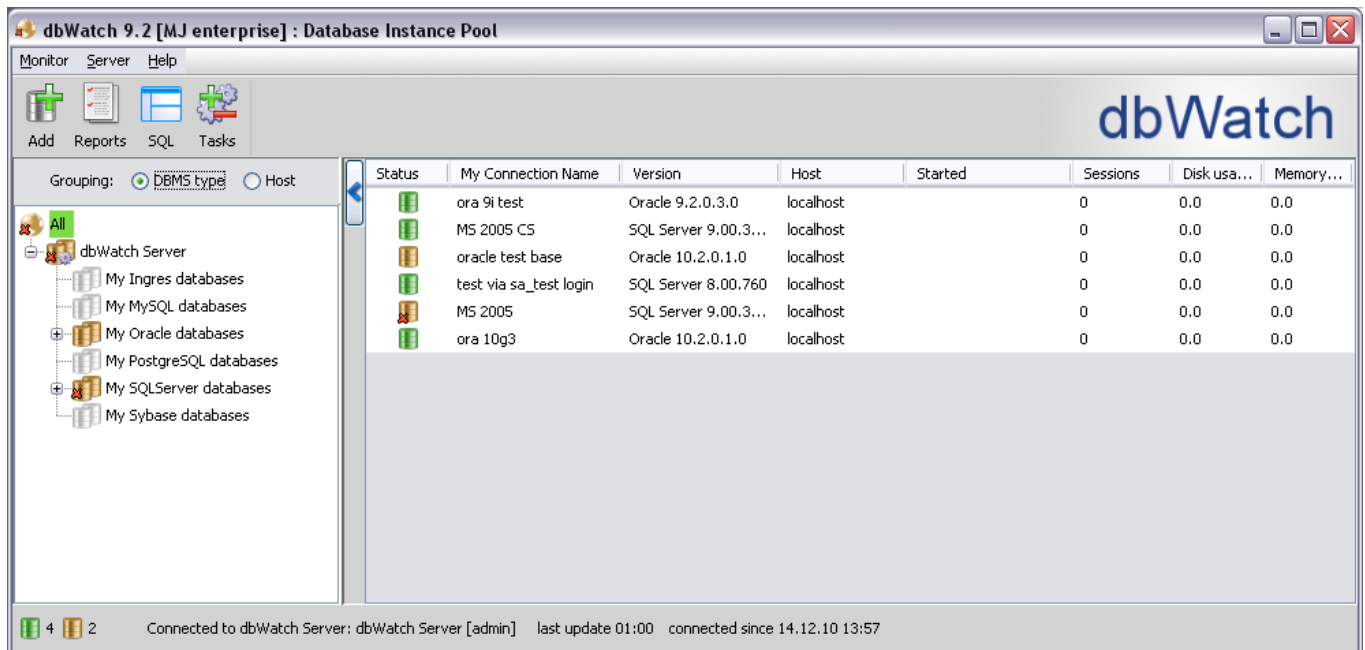 dbWatch 9.2 [MJ enterprise] : Database Instance Pool
Monitor Server Help
Add Reports SQL Tasks
dbWatch
Grouping: DBMS type Host
All
dbWatch Server
My Ingres databases
My MySQL databases
My Oracle databases
My PostgreSQL databases
My SQLServer databases
My Sybase databases
Status My Connection Name Version Host Started Sessions Disk usa... Memory...
ora 9i test Oracle 9.2.0.3.0 localhost 0 0.0 0.0
MS 2005 CS SQL Server 9.00.3... localhost 0 0.0 0.0
oracle test base Oracle 10.2.0.1.0 localhost 0 0.0 0.0
test via sa_test login SQL Server 8.00.760 localhost 0 0.0 0.0
MS 2005 SQL Server 9.00.3... localhost 0 0.0 0.0
ora 10g3 Oracle 10.2.0.1.0 localhost 0 0.0 0.0
4 2 Connected to dbWatch Server: dbWatch Server [admin] last update 01:00 connected since 14.12.10 13:57